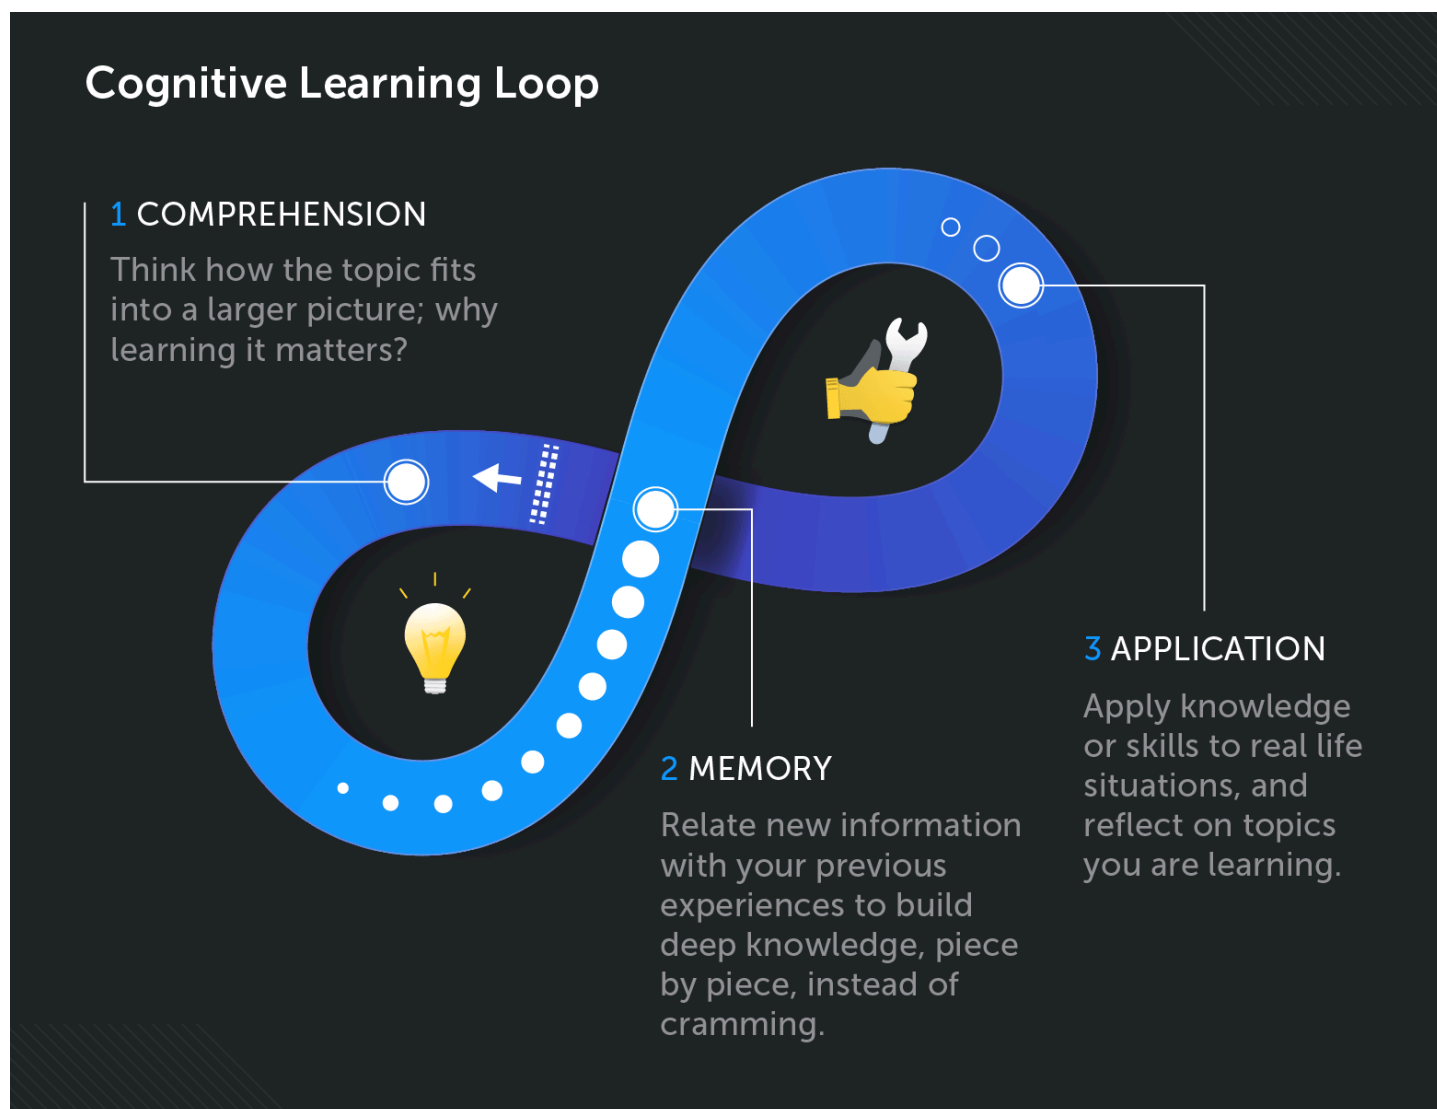 Cognitive Learning Loop
1 COMPREHENSION
Think how the topic fits
into a larger picture; why
learning it matters?
2 MEMORY
Relate new information
with your previous
experiences to build
deep knowledge, piece
by piece, instead of
cramming.
3 APPLICATION
Apply knowledge
or skills to real life
situations, and
reflect on topics
you are learning.